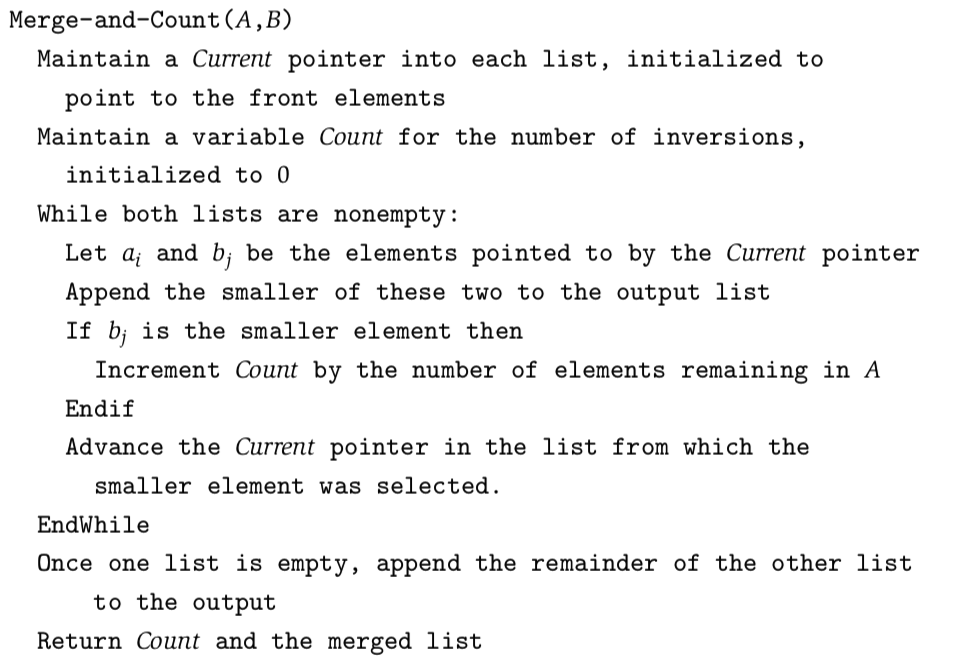 Merge-and-Count(A,B)
Maintain a Current pointer into each list, initialized to
point to the front elements
Maintain a variable Count for the number of inversions,
initialized to 0
While both lists are nonempty:
Let a_i and b_j be the elements pointed to by the Current pointer
Append the smaller of these two to the output list
If b_j is the smaller element then
Increment Count by the number of elements remaining in A
Endif
Advance the Current pointer in the list from which the
smaller element was selected.
EndWhile
Once one list is empty, append the remainder of the other list
to the output
Return Count and the merged list